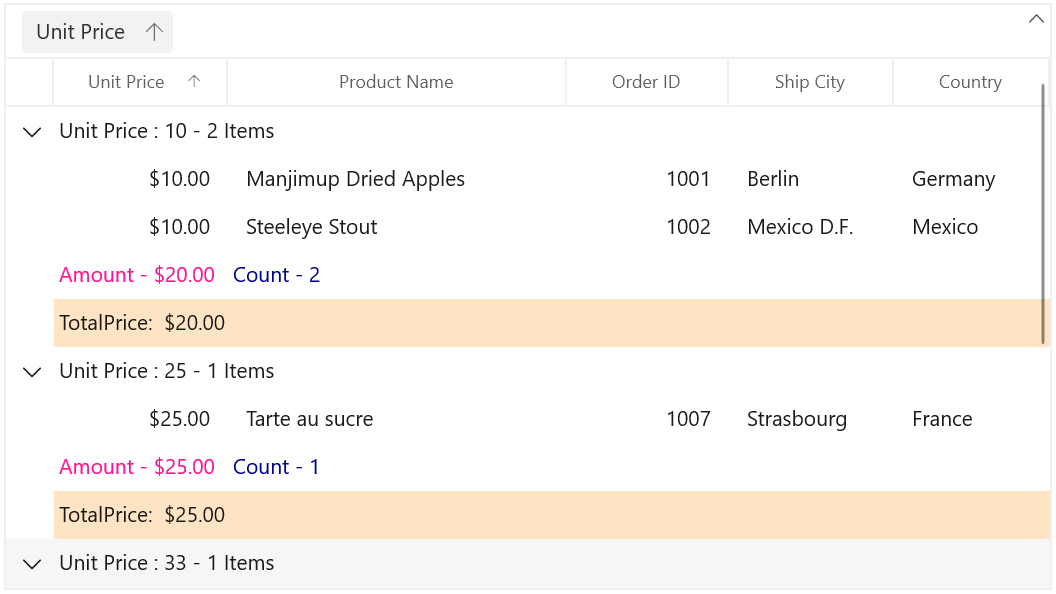 Unit Price
Unit Price Product Name Order ID Ship City Country
Unit Price : 10 - 2 Items
$10.00 Manjimup Dried Apples 1001 Berlin Germany
$10.00 Steeleye Stout 1002 Mexico D.F. Mexico
Amount - $20.00 Count - 2
TotalPrice: $20.00
Unit Price : 25 - 1 Items
$25.00 Tarte au sucre 1007 Strasbourg France
Amount - $25.00 Count - 1
TotalPrice: $25.00
Unit Price : 33 - 1 Items